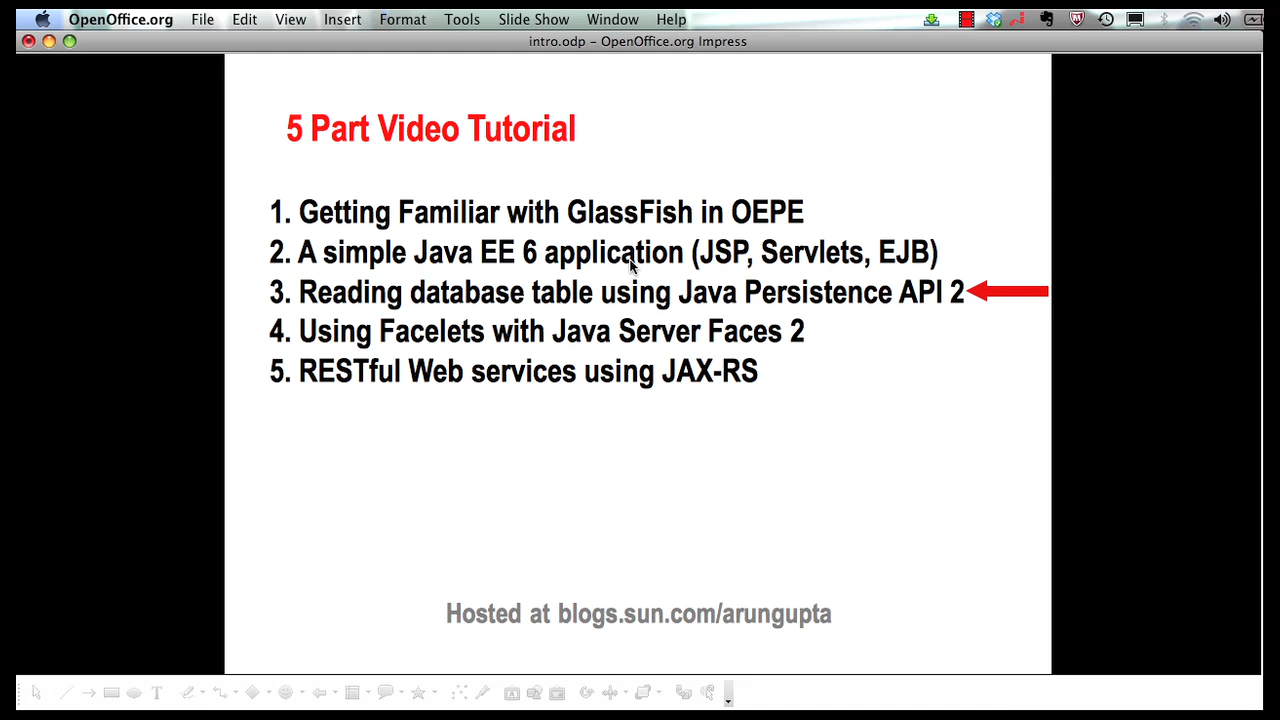 OpenOffice.org File Edit View Insert Format Tools Slide Show Window Help
intro.odp – OpenOffice.org Impress
5 Part Video Tutorial
1. Getting Familiar with GlassFish in OEPE
2. A simple Java EE 6 application (JSP, Servlets, EJB)
3. Reading database table using Java Persistence API 2
4. Using Facelets with Java Server Faces 2
5. RESTful Web services using JAX-RS
Hosted at blogs.sun.com/arungupta